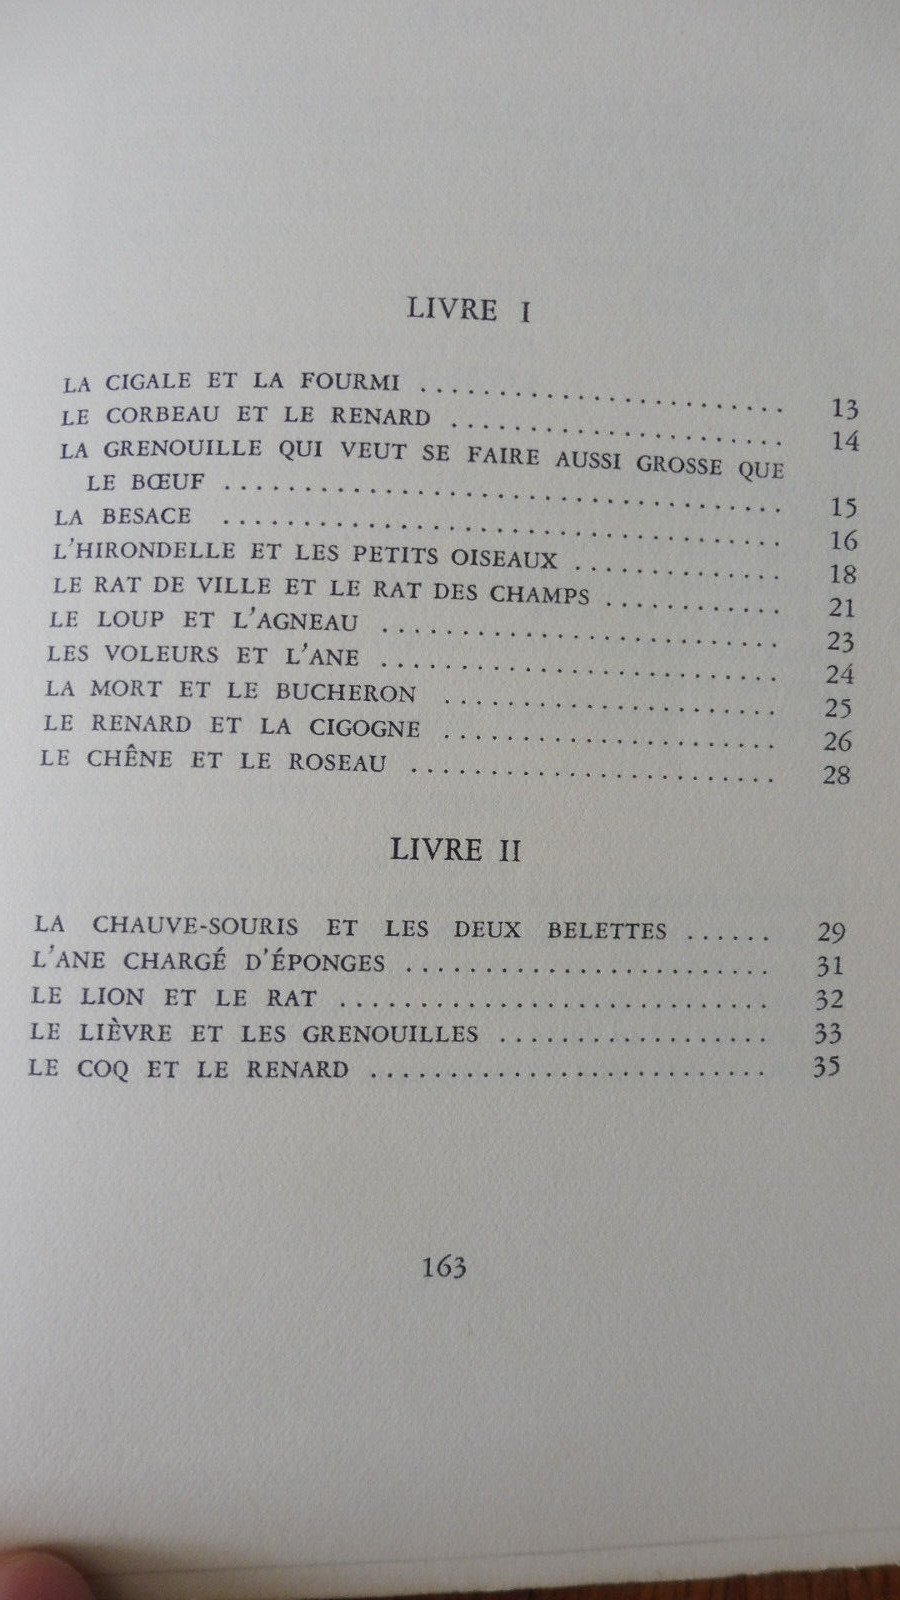 LIVRE I
LA CIGALE ET LA FOURMI ........................ 13
LE CORBEAU ET LE RENARD ...................... 14
LA GRENOUILLE QUI VEUT SE FAIRE AUSSI GROSSE QUE
LE BŒUF ................................... 15
LA BESACE ................................... 16
L'HIRONDELLE ET LES PETITS OISEAUX ............. 18
LE RAT DE VILLE ET LE RAT DES CHAMPS ........... 21
LE LOUP ET L'AGNEAU ......................... 23
LES VOLEURS ET L'ANE ......................... 24
LA MORT ET LE BUCHERON ..................... 25
LE RENARD ET LA CIGOGNE ..................... 26
LE CHÊNE ET LE ROSEAU ....................... 28
LIVRE II
LA CHAUVE-SOURIS ET LES DEUX BELETTES ...... 29
L'ANE CHARGÉ D'ÉPONGES ....................... 31
LE LION ET LE RAT ........................... 32
LE LIÈVRE ET LES GRENOUILLES ................. 33
LE COQ ET LE RENARD ......................... 35
163